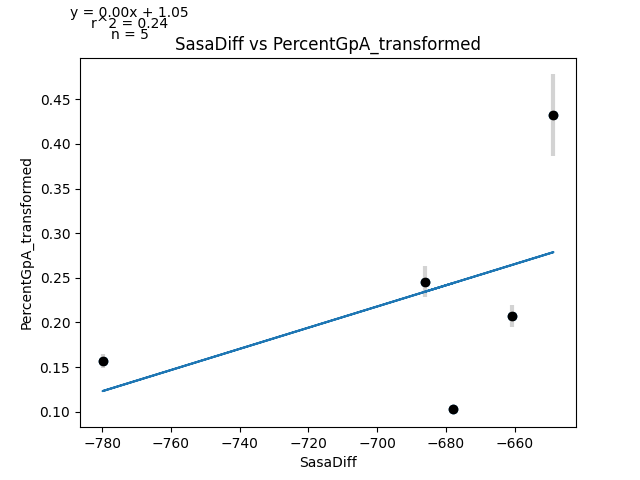 y = 0.00x + 1.05
r^2 = 0.24
n = 5
SasaDiff vs PercentGpA_transformed
0.45
0.40
0.35
0.30
0.25
0.20
0.15
0.10
PercentGpA_transformed
−780 −760 −740 −720 −700 −680 −660
SasaDiff